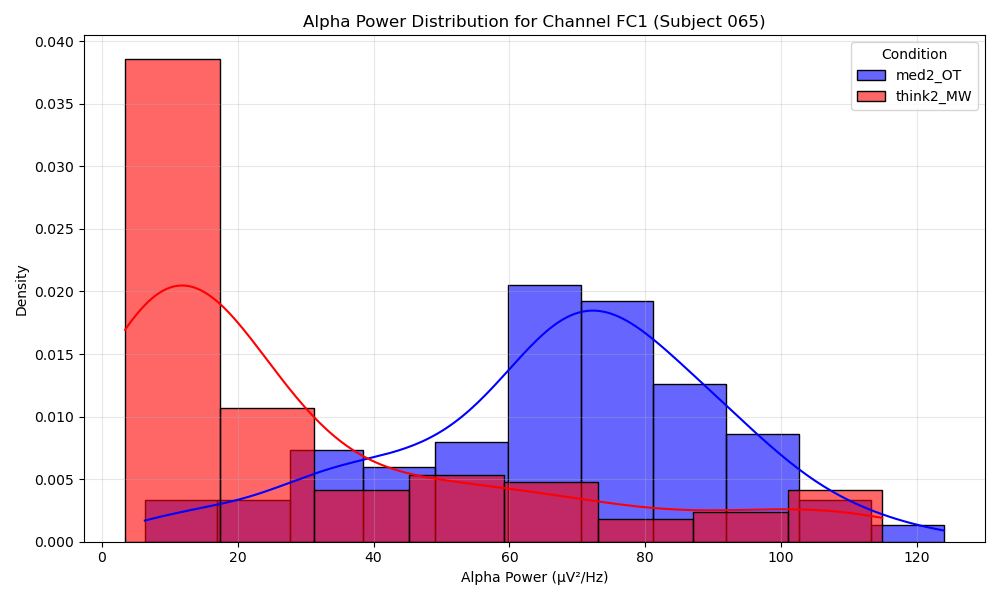 Alpha Power Distribution for Channel FC1 (Subject 065)
Condition
med2_OT
think2_MW
Density
0.040
0.035
0.030
0.025
0.020
0.015
0.010
0.005
0.000
0 20 40 60 80 100 120
Alpha Power (µV²/Hz)